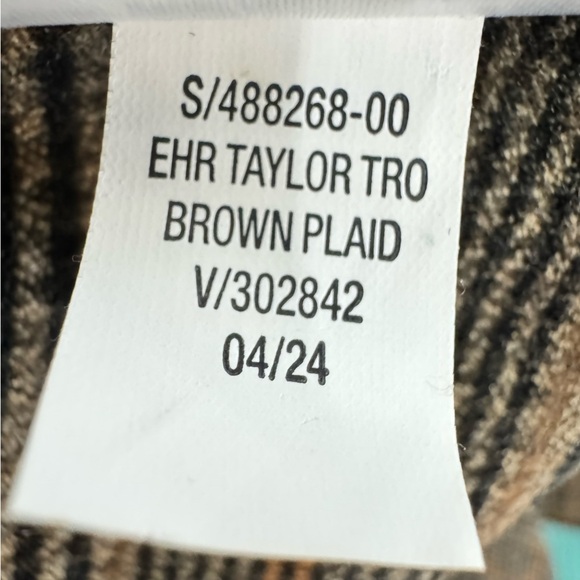 S/488268-00
EHR TAYLOR TRO
BROWN PLAID
V/302842
04/24